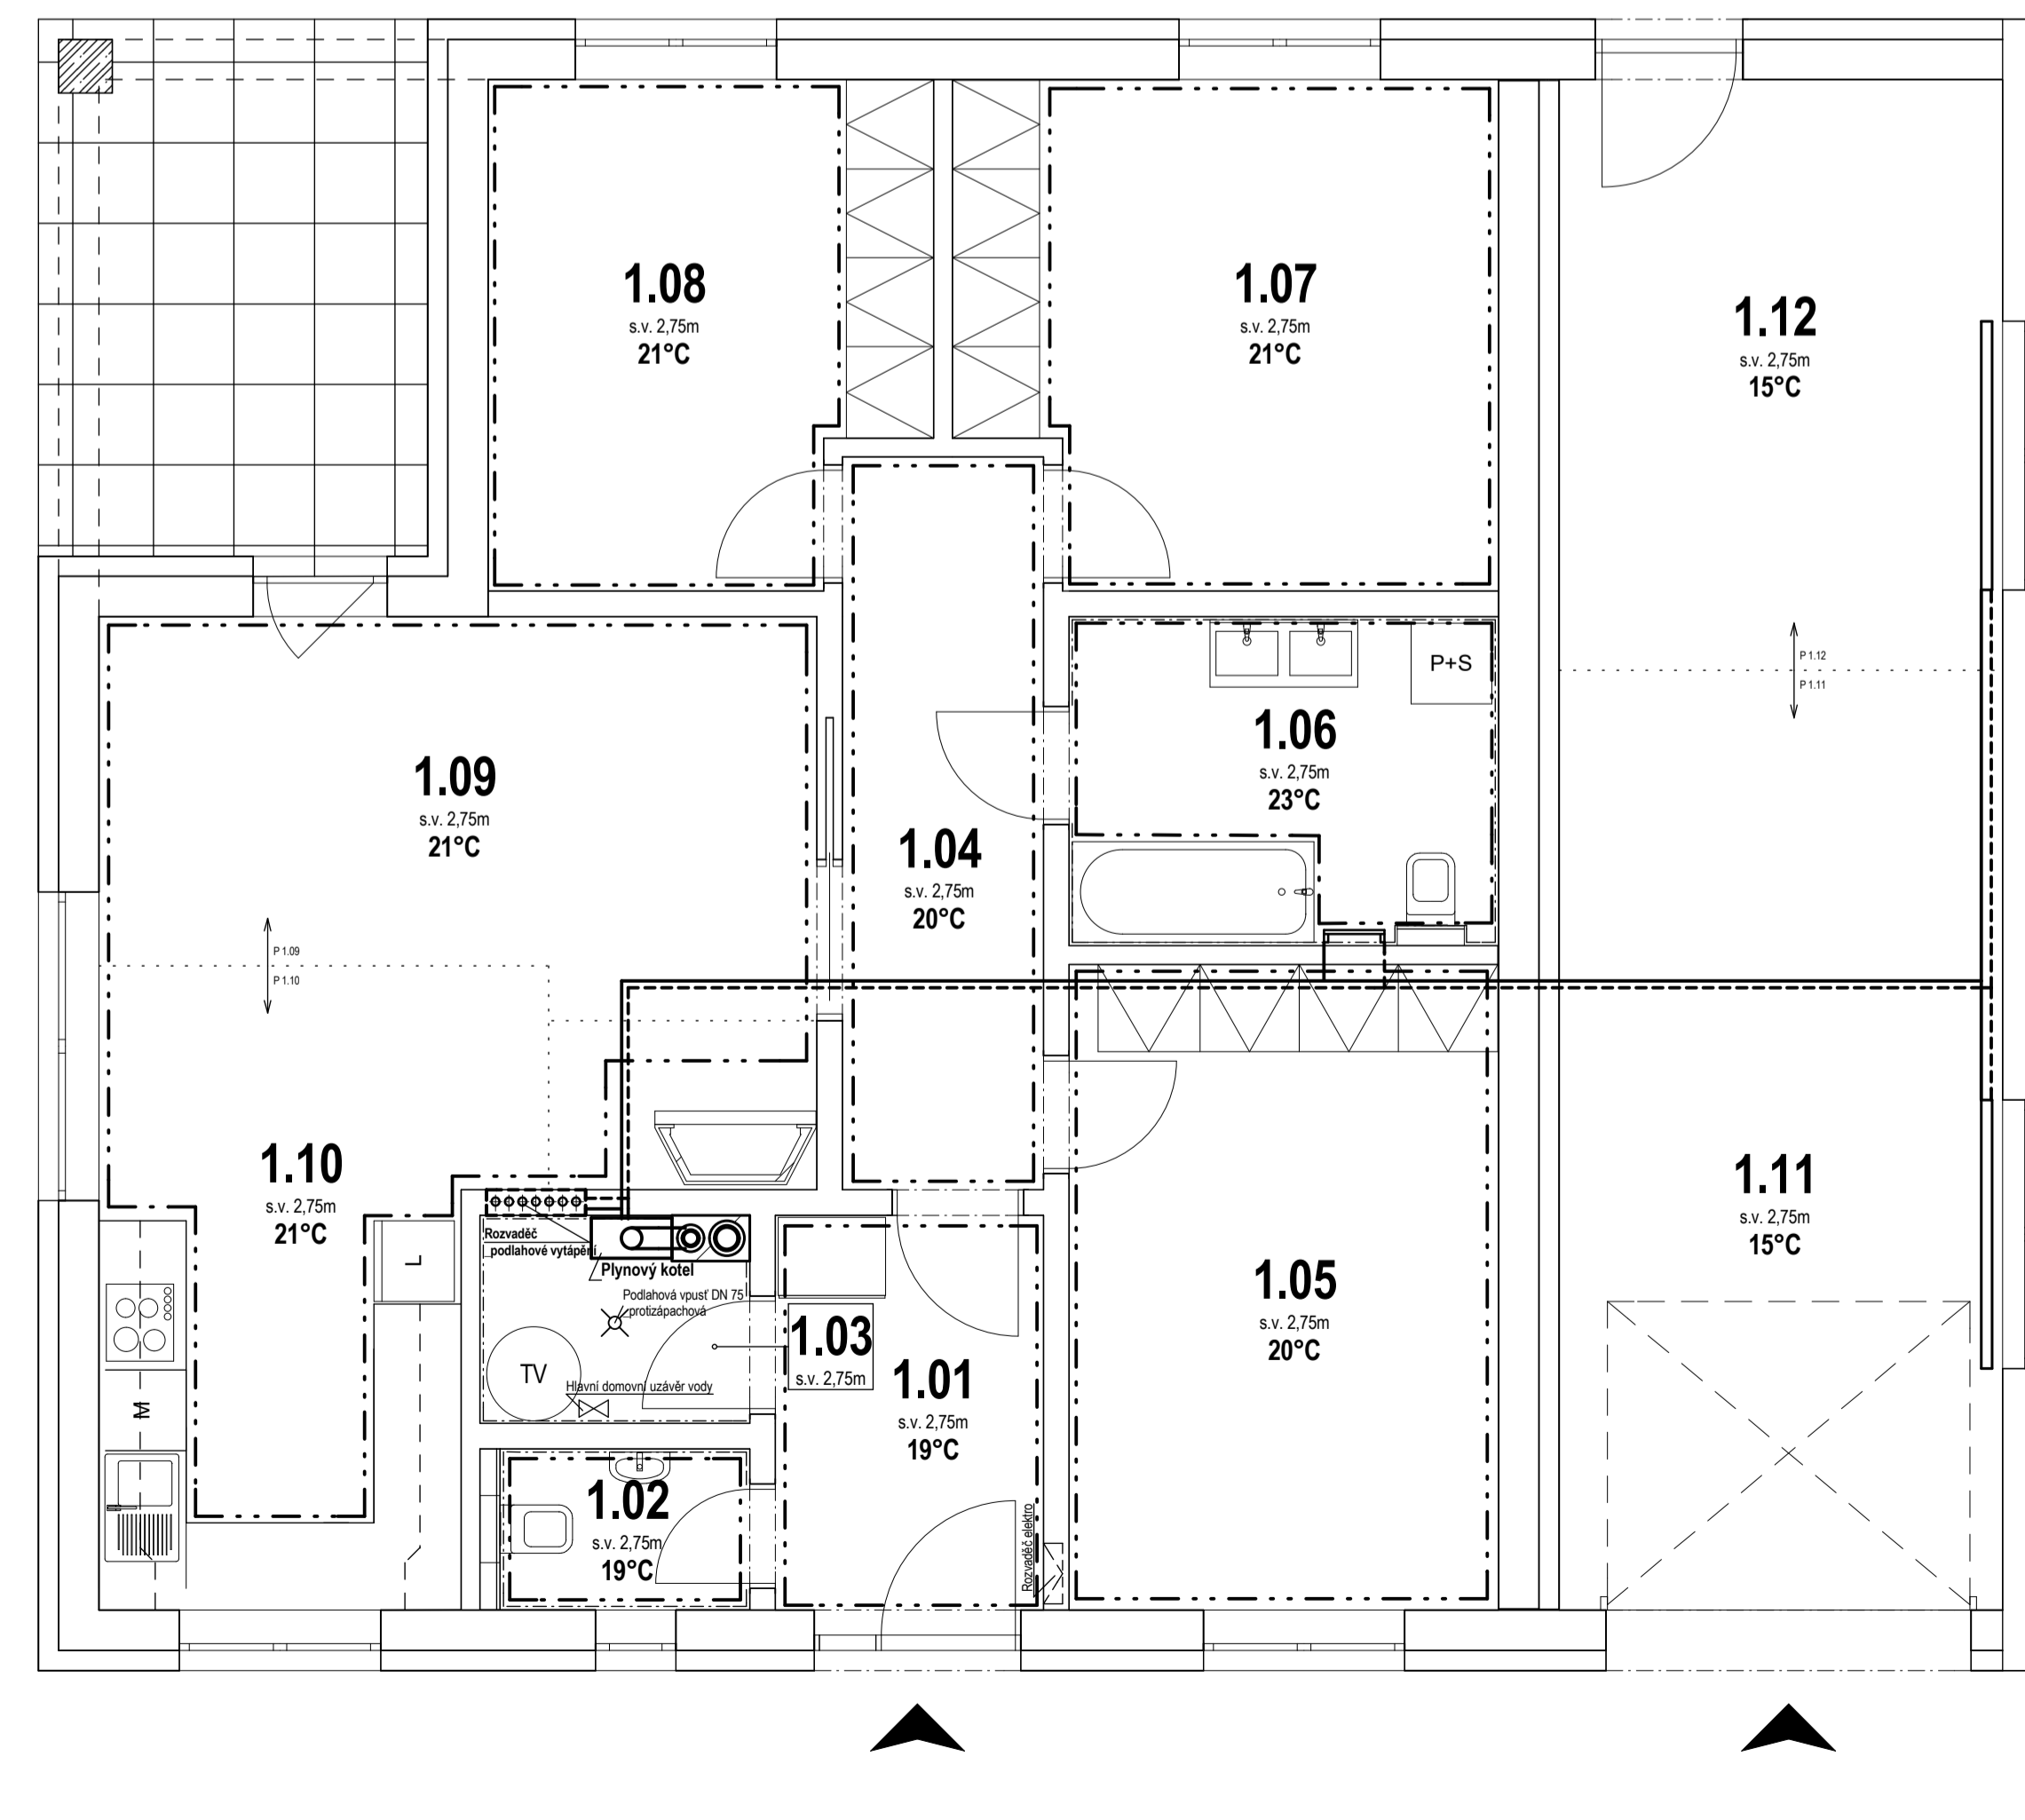 1.08
s.v. 2,75m
21°C
1.07
s.v. 2,75m
21°C
1.12
s.v. 2,75m
15°C
P 1.12
P 1.11
P+S
1.06
s.v. 2,75m
23°C
1.09
s.v. 2,75m
21°C
1.04
s.v. 2,75m
20°C
P 1.09
P 1.10
1.10
s.v. 2,75m
21°C
L
M
Rozvaděč
podlahové vytápění
Plynový kotel
Podlahová vpusť DN 75
protizápachová
TV
Hlavní domovní uzávěr vody
1.03
s.v. 2,75m
1.01
s.v. 2,75m
19°C
1.02
s.v. 2,75m
19°C
Rozvaděč elektro
1.05
s.v. 2,75m
20°C
1.11
s.v. 2,75m
15°C